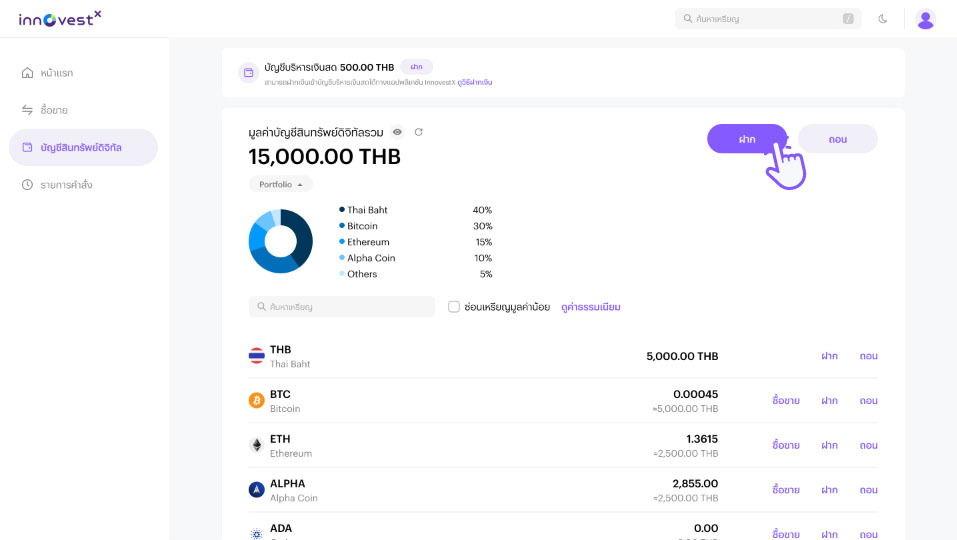 innovestX
ค้นหาเหรียญ /
หน้าแรก
ซื้อขาย
บัญชีสินทรัพย์ดิจิทัล
รายการคำสั่ง
บัญชีบริหารเงินสด 500.00 THB ฝาก
สามารถฝากเงินเข้าบัญชีบริหารเงินสดได้ทางแอปพลิเคชัน InnovestX ดูวิธีฝากเงิน
มูลค่าบัญชีสินทรัพย์ดิจิทัลรวม
15,000.00 THB
ฝาก ถอน
Portfolio
Thai Baht 40%
Bitcoin 30%
Ethereum 15%
Alpha Coin 10%
Others 5%
ค้นหาเหรียญ ซ่อนเหรียญมูลค่าน้อย ดูค่าธรรมเนียม
THB 5,000.00 THB ฝาก ถอน
Thai Baht
BTC 0.00045 ซื้อขาย ฝาก ถอน
Bitcoin ≈5,000.00 THB
ETH 1.3615 ซื้อขาย ฝาก ถอน
Ethereum ≈2,500.00 THB
ALPHA 2,855.00 ซื้อขาย ฝาก ถอน
Alpha Coin ≈2,500.00 THB
ADA 0.00 ซื้อขาย ฝาก ถอน